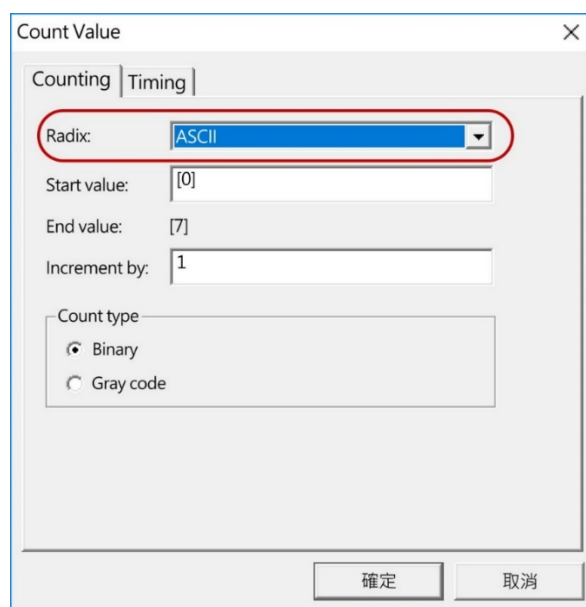 Count Value
Counting Timing
Radix: ASCII
Start value: [0]
End value: [7]
Increment by: 1
Count type
Binary
Gray code
確定 取消